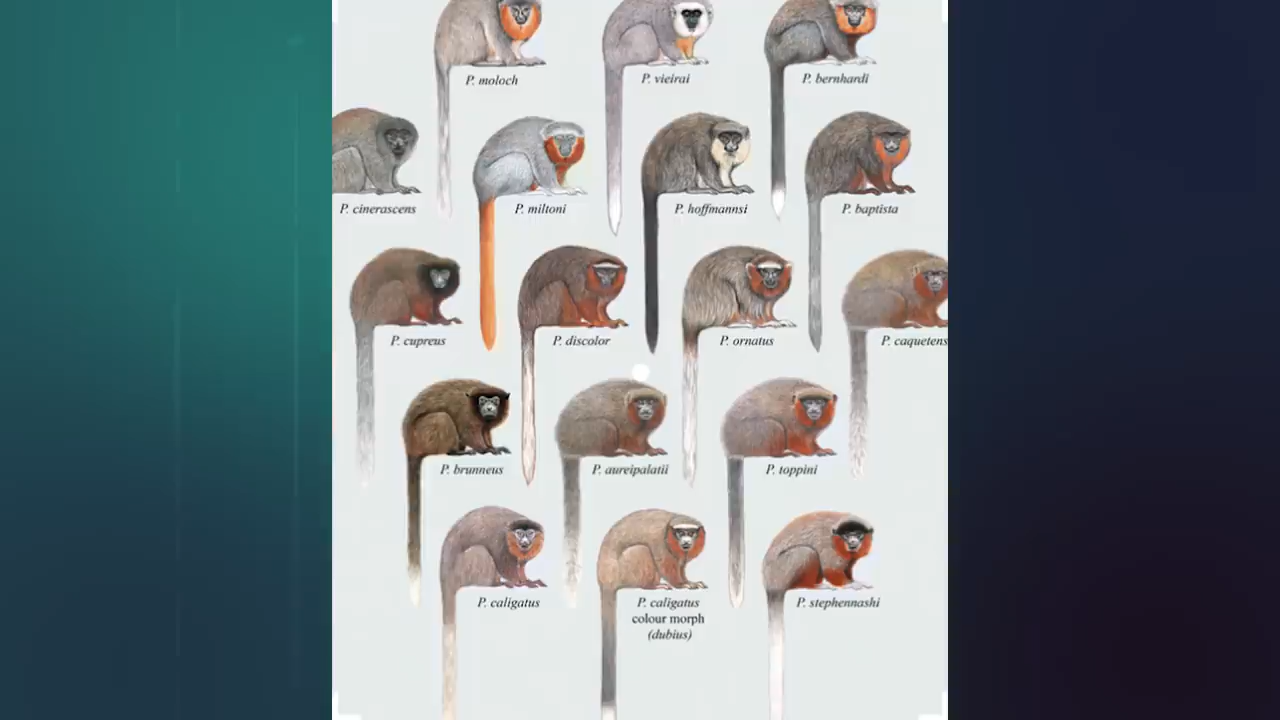 P. moloch
P. vieirai
P. bernhardi
P. cinerascens
P. miltoni
P. hoffmannsi
P. baptista
P. cupreus
P. discolor
P. ornatus
P. caquetens
P. brunneus
P. aureipalatii
P. toppini
P. caligatus
P. caligatus
colour morph
(dubius)
P. stephennashi